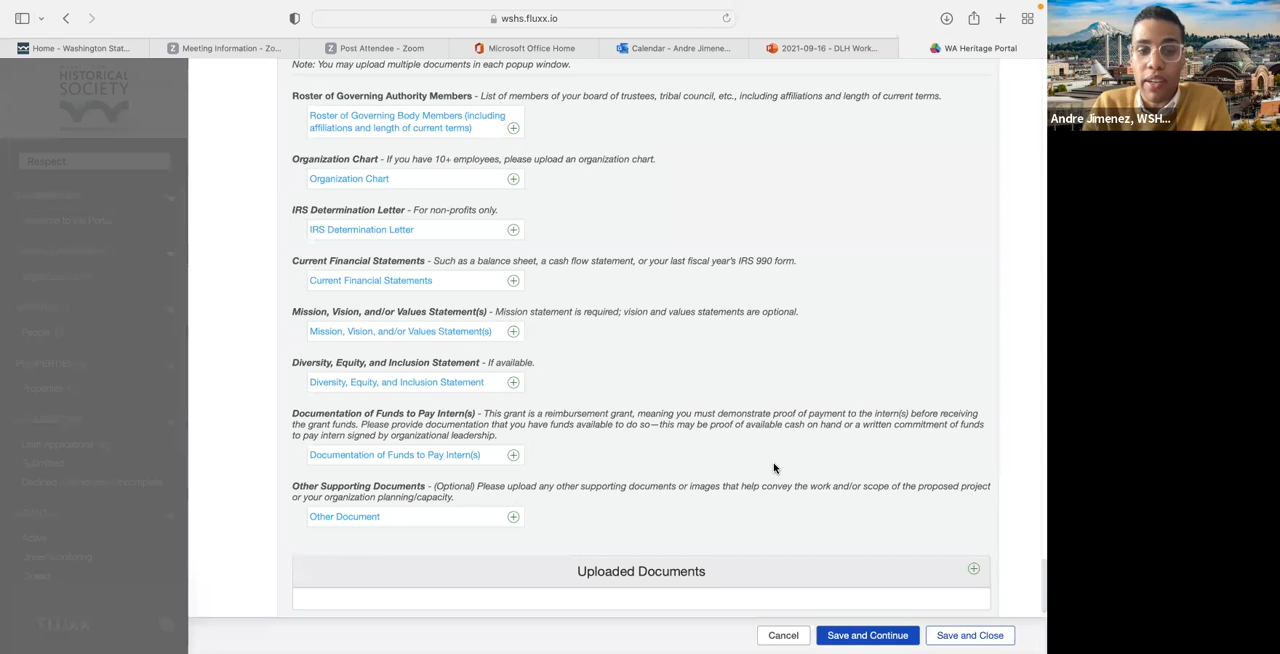 wshs.fluxx.io
Home - Washington Stat...
Meeting Information - Zo...
Post Attendee - Zoom
Microsoft Office Home
Calendar - Andre Jimene...
2021-09-16 - DLH Work...
WA Heritage Portal
HISTORICAL
SOCIETY
Respect
People
Properties
Submitted
Active
Note: You may upload multiple documents in each popup window.
Roster of Governing Authority Members - List of members of your board of trustees, tribal council, etc., including affiliations and length of current terms.
Roster of Governing Body Members (including
affiliations and length of current terms)
Organization Chart - If you have 10+ employees, please upload an organization chart.
Organization Chart
IRS Determination Letter - For non-profits only.
IRS Determination Letter
Current Financial Statements - Such as a balance sheet, a cash flow statement, or your last fiscal year's IRS 990 form.
Current Financial Statements
Mission, Vision, and/or Values Statement(s) - Mission statement is required; vision and values statements are optional.
Mission, Vision, and/or Values Statement(s)
Diversity, Equity, and Inclusion Statement - If available.
Diversity, Equity, and Inclusion Statement
Documentation of Funds to Pay Intern(s) - This grant is a reimbursement grant, meaning you must demonstrate proof of payment to the intern(s) before receiving
the grant funds. Please provide documentation that you have funds available to do so—this may be proof of available cash on hand or a written commitment of funds
to pay intern signed by organizational leadership.
Documentation of Funds to Pay Intern(s)
Other Supporting Documents - (Optional) Please upload any other supporting documents or images that help convey the work and/or scope of the proposed project
or your organization planning/capacity.
Other Document
Uploaded Documents
Cancel
Save and Continue
Save and Close
Andre Jimenez, WSH...